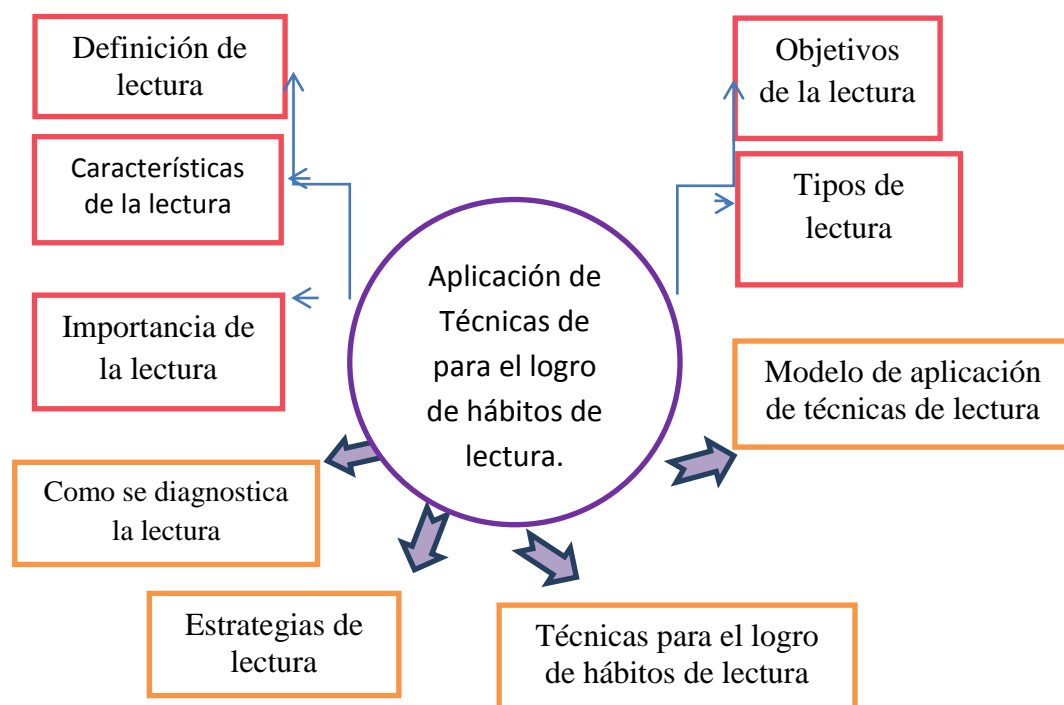 Definición de
lectura
Características
de la lectura
Importancia de
la lectura
Objetivos
de la lectura
Tipos de
lectura
Aplicación de
Técnicas de
para el logro
de hábitos de
lectura.
Modelo de aplicación
de técnicas de lectura
Como se diagnostica
la lectura
Estrategias de
lectura
Técnicas para el logro
de hábitos de lectura